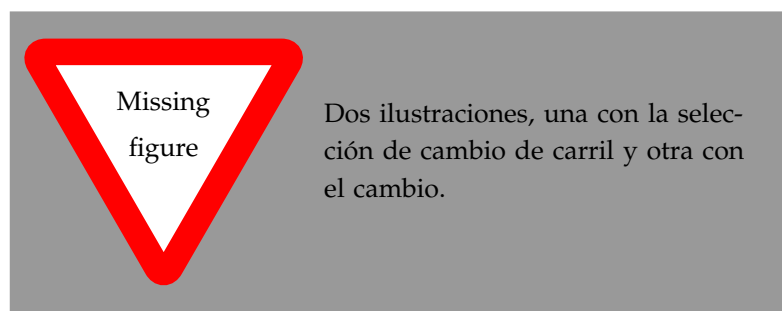 Missing
figure
Dos ilustraciones, una con la selec-
ción de cambio de carril y otra con
el cambio.